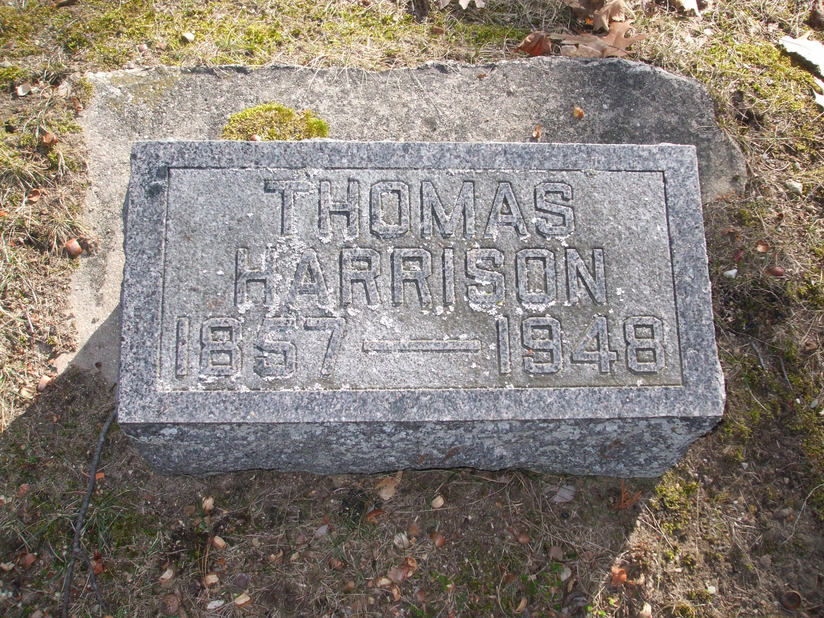 THOMAS
HARRISON
1857 — 1948